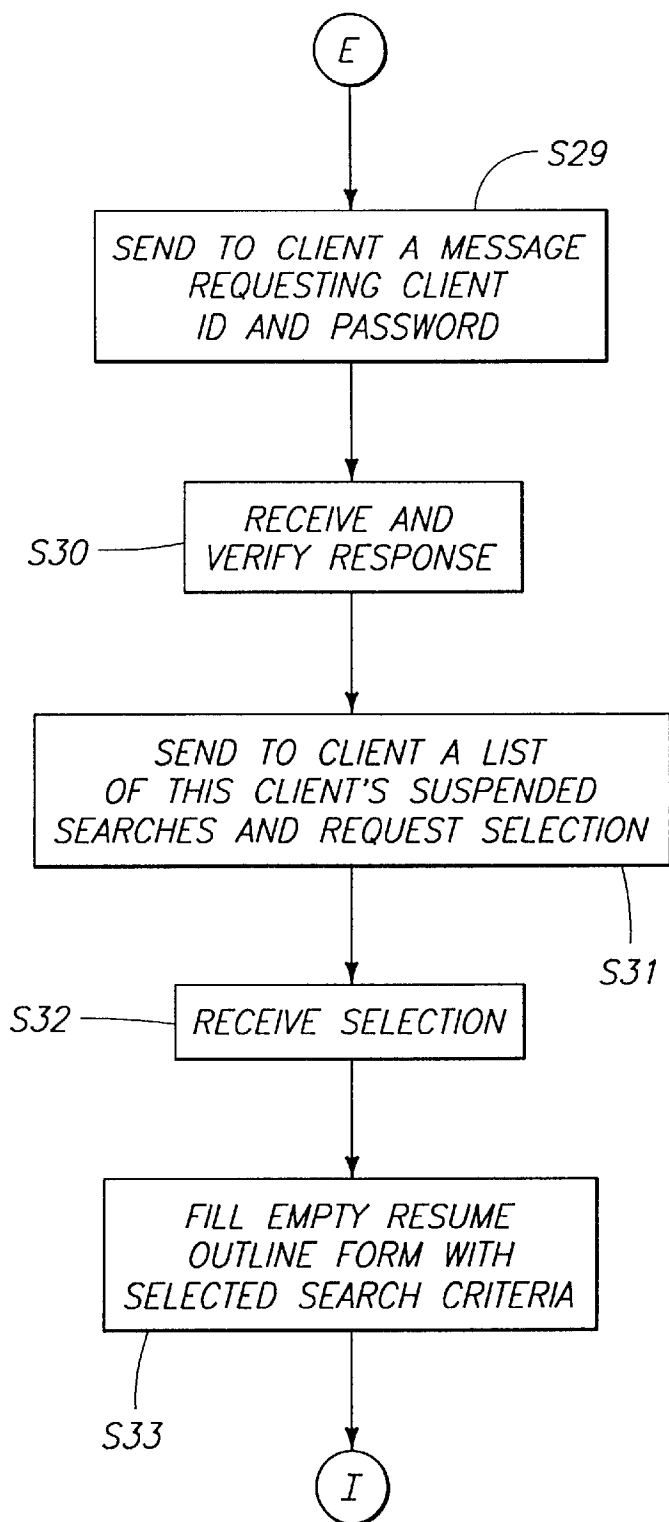 E
S29
SEND TO CLIENT A MESSAGE
REQUESTING CLIENT
ID AND PASSWORD
S30
RECEIVE AND
VERIFY RESPONSE
SEND TO CLIENT A LIST
OF THIS CLIENT'S SUSPENDED
SEARCHES AND REQUEST SELECTION
S31
S32
RECEIVE SELECTION
FILL EMPTY RESUME
OUTLINE FORM WITH
SELECTED SEARCH CRITERIA
S33
I